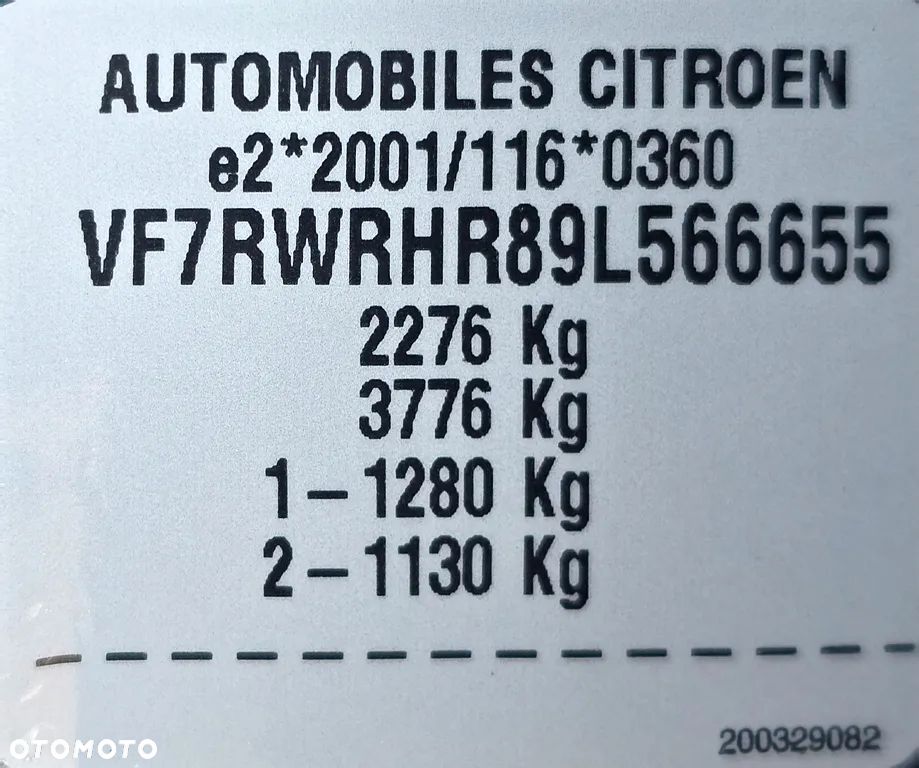 AUTOMOBILES CITROEN
e2*2001/116*0360
VF7RWRHR89L566655
2276 Kg
3776 Kg
1 – 1280 Kg
2 – 1130 Kg
200329082
OTOMOTO